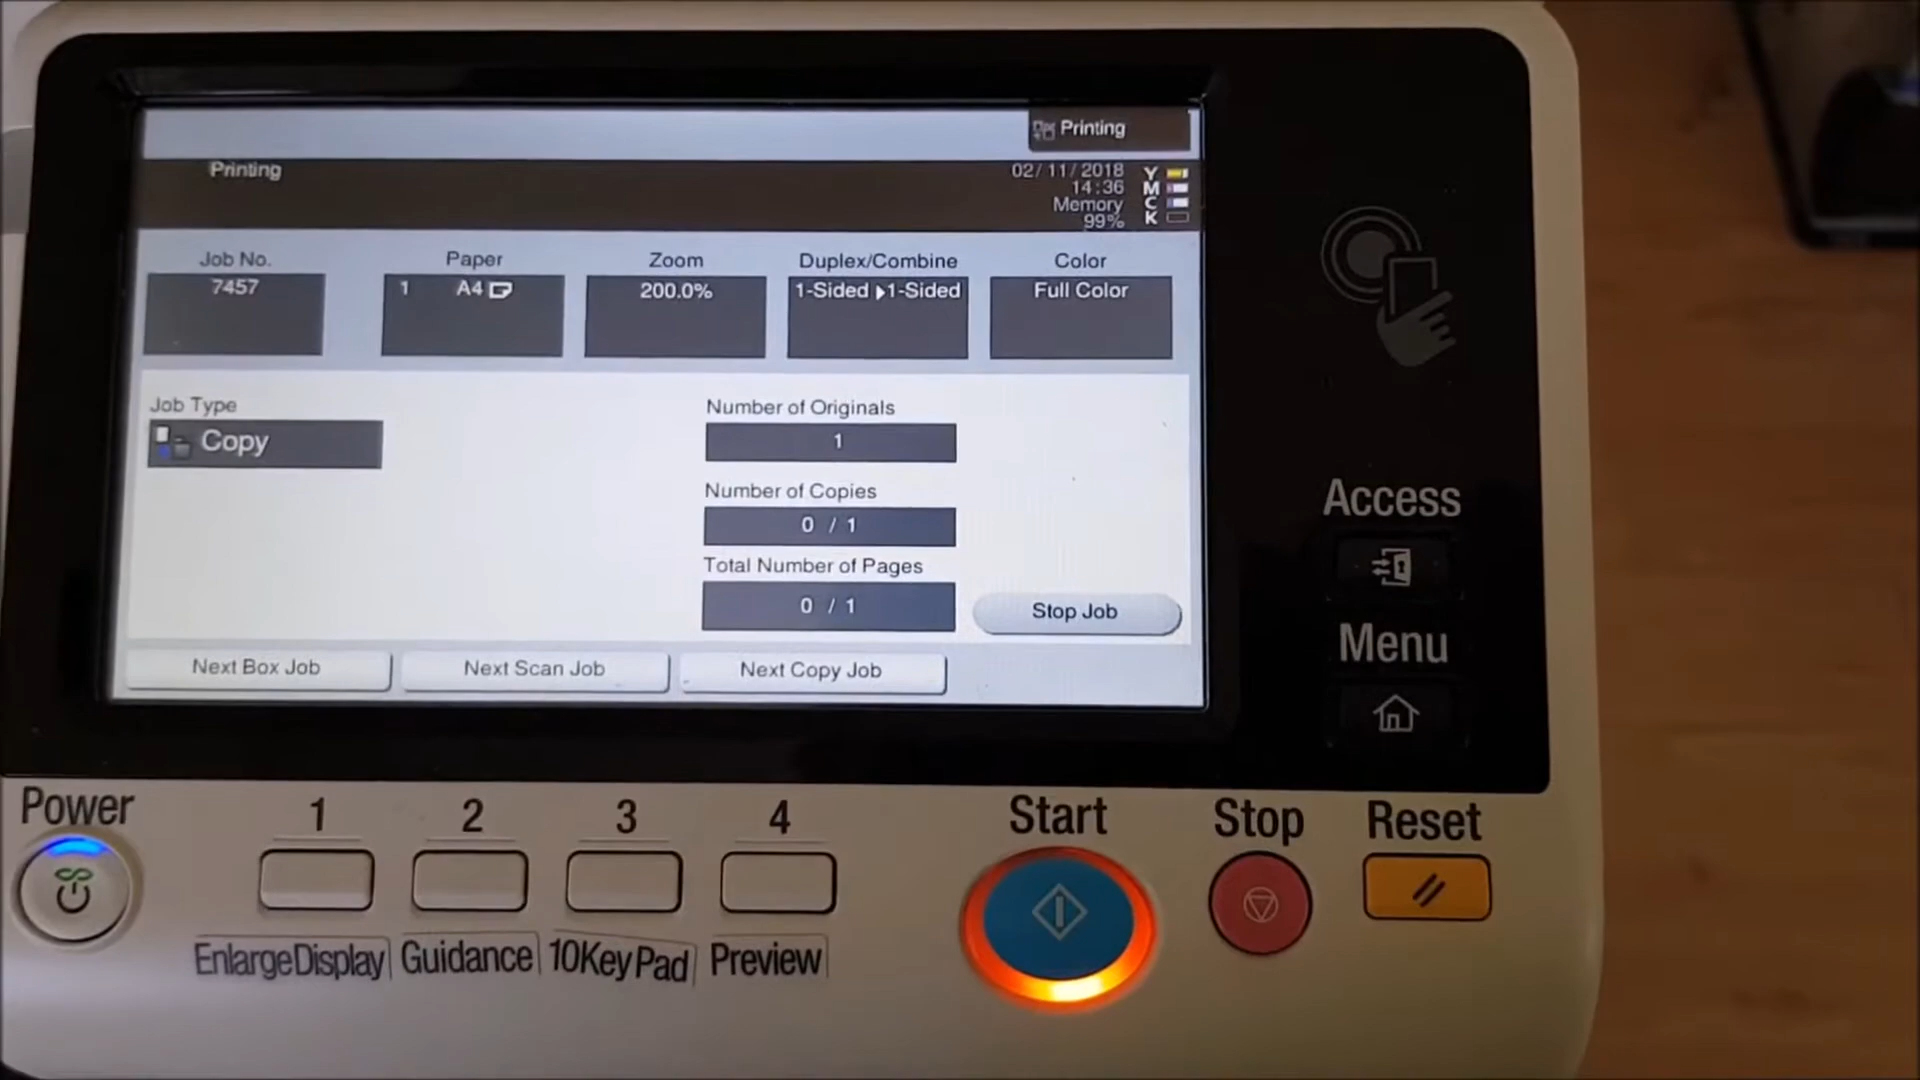 Printing
Printing
02/11/2018
14:36
Memory
99%
Y
M
C
K
Job No.
7457
Paper
1 A4
Zoom
200.0%
Duplex/Combine
1-Sided ▶1-Sided
Color
Full Color
Job Type
Copy
Number of Originals
1
Number of Copies
0 / 1
Total Number of Pages
0 / 1
Stop Job
Next Box Job
Next Scan Job
Next Copy Job
Access
Menu
Power
1
2
3
4
Start
Stop
Reset
EnlargeDisplay
Guidance
10KeyPad
Preview